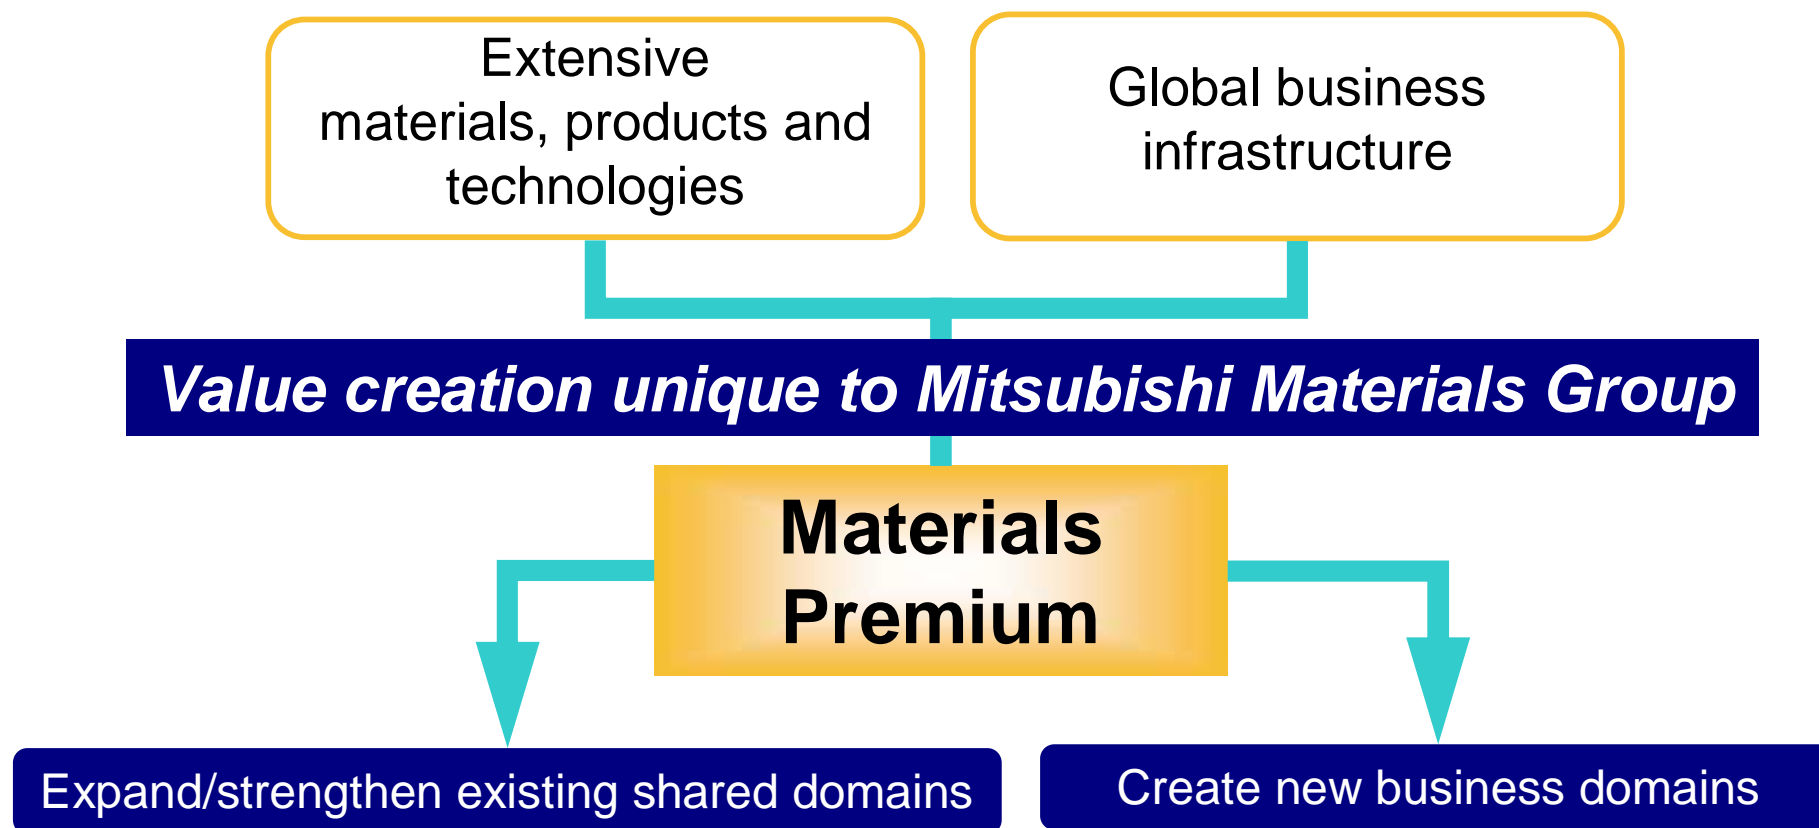 Extensive
materials, products and
technologies
Global business
infrastructure
Value creation unique to Mitsubishi Materials Group
Materials
Premium
Expand/strengthen existing shared domains
Create new business domains